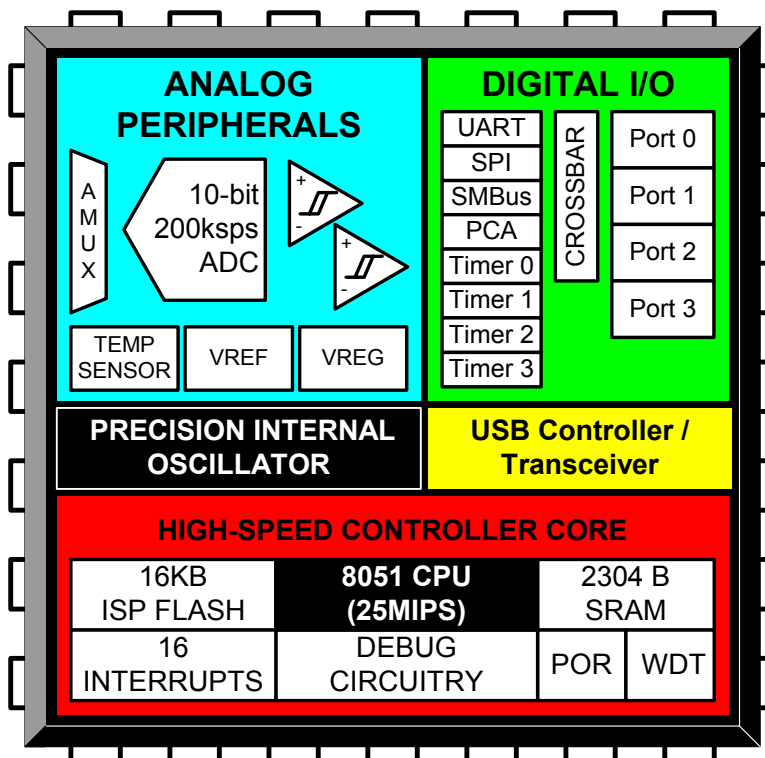 ANALOG
PERIPHERALS
A
M
U
X
10-bit
200ksps
ADC
+
-
+
-
TEMP
SENSOR
VREF
VREG
DIGITAL I/O
UART
SPI
SMBus
PCA
Timer 0
Timer 1
Timer 2
Timer 3
CROSSBAR
Port 0
Port 1
Port 2
Port 3
PRECISION INTERNAL
OSCILLATOR
USB Controller /
Transceiver
HIGH-SPEED CONTROLLER CORE
16KB
ISP FLASH
8051 CPU
(25MIPS)
2304 B
SRAM
16
INTERRUPTS
DEBUG
CIRCUITRY
POR
WDT